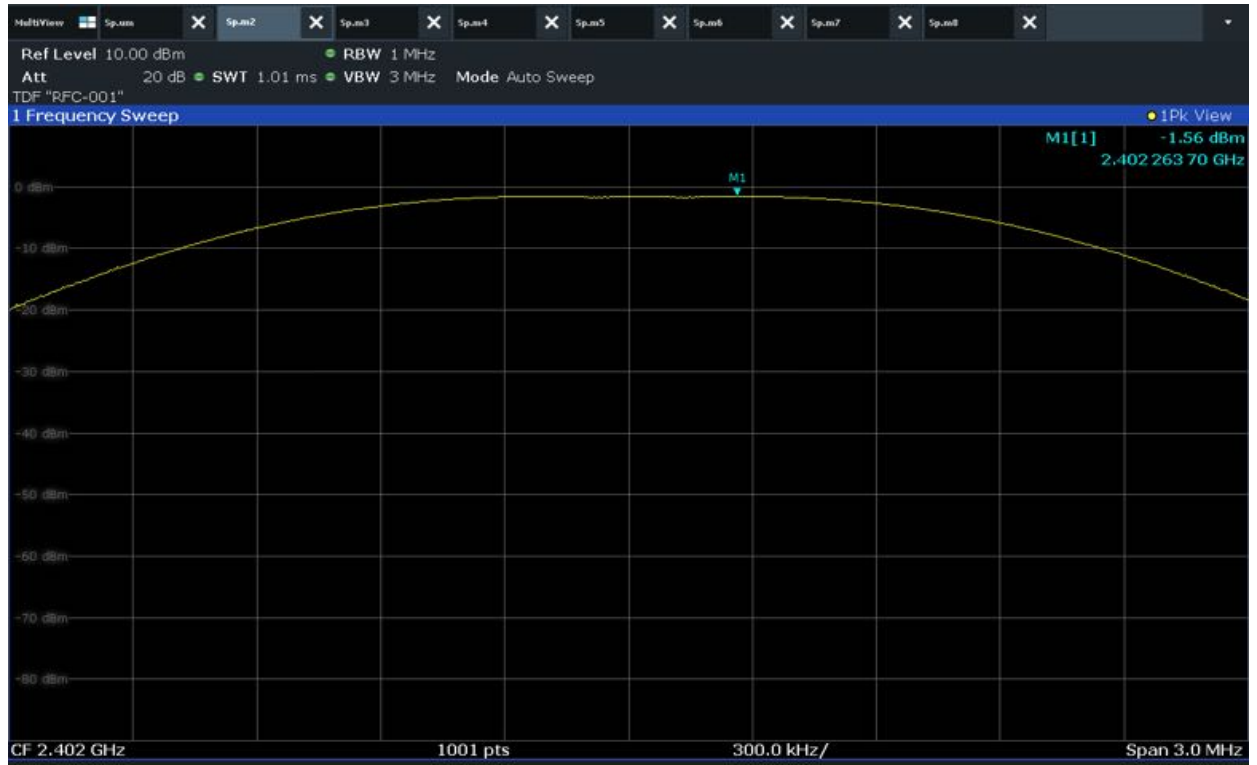 MultiView Sp.um Sp.m2 Sp.m3 Sp.m4 Sp.m5 Sp.m6 Sp.m7 Sp.m8
Ref Level 10.00 dBm RBW 1 MHz
Att 20 dB SWT 1.01 ms VBW 3 MHz Mode Auto Sweep
TDF "RFC-001"
1 Frequency Sweep 1Pk View
M1[1] -1.56 dBm
2.402 263 70 GHz
M1
0 dBm
-10 dBm
-20 dBm
-30 dBm
-40 dBm
-50 dBm
-60 dBm
-70 dBm
-80 dBm
CF 2.402 GHz 1001 pts 300.0 kHz/ Span 3.0 MHz